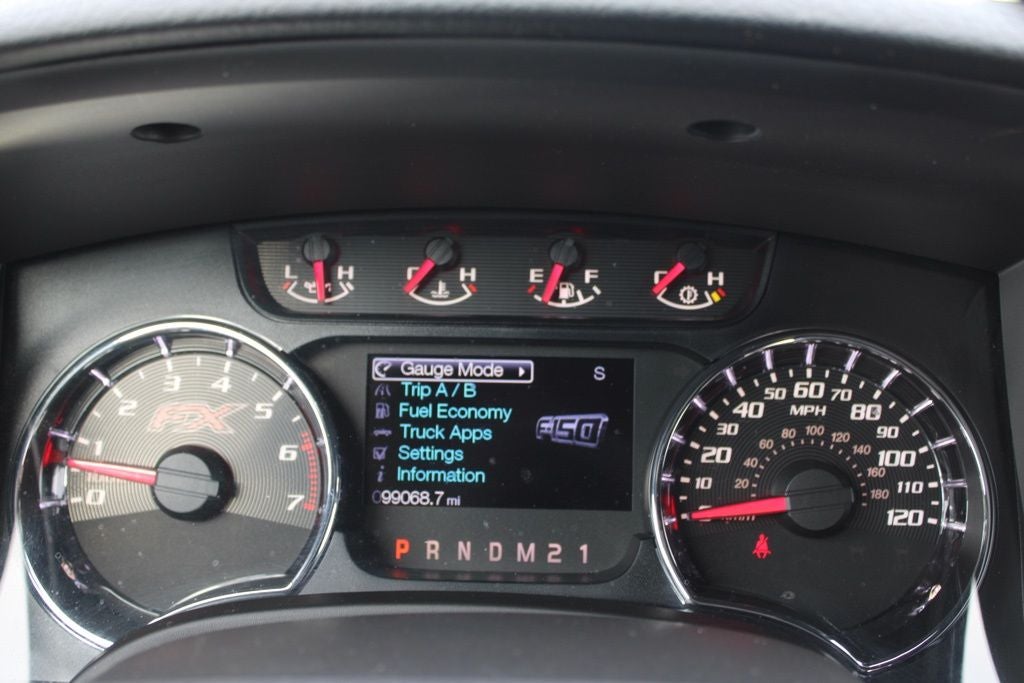 L H
H
E F
H
Gauge Mode
S
Trip A / B
Fuel Economy
F-150
Truck Apps
Settings
i Information
099068.7 mi
P R N D M 2 1
0 1 2 3 4 5 6 7
FX
10 20 30 40 50 60 70 80 90 100 110 120
MPH
20 40 60 80 100 120 140 160 180